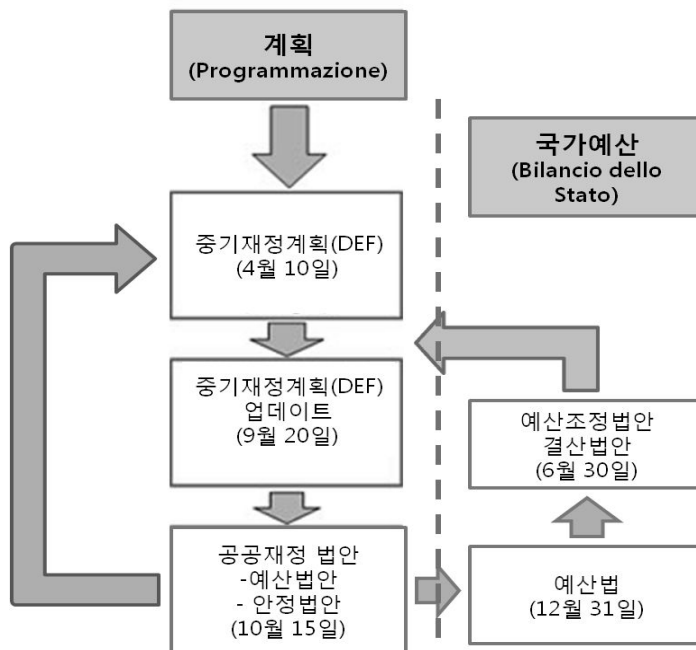 계획
(Programmazione)
국가예산
(Bilancio dello
Stato)
중기재정계획(DEF)
(4월 10일)
중기재정계획(DEF)
업데이트
(9월 20일)
예산조정법안
결산법안
(6월 30일)
공공재정 법안
-예산법안
- 안정법안
(10월 15일)
예산법
(12월 31일)